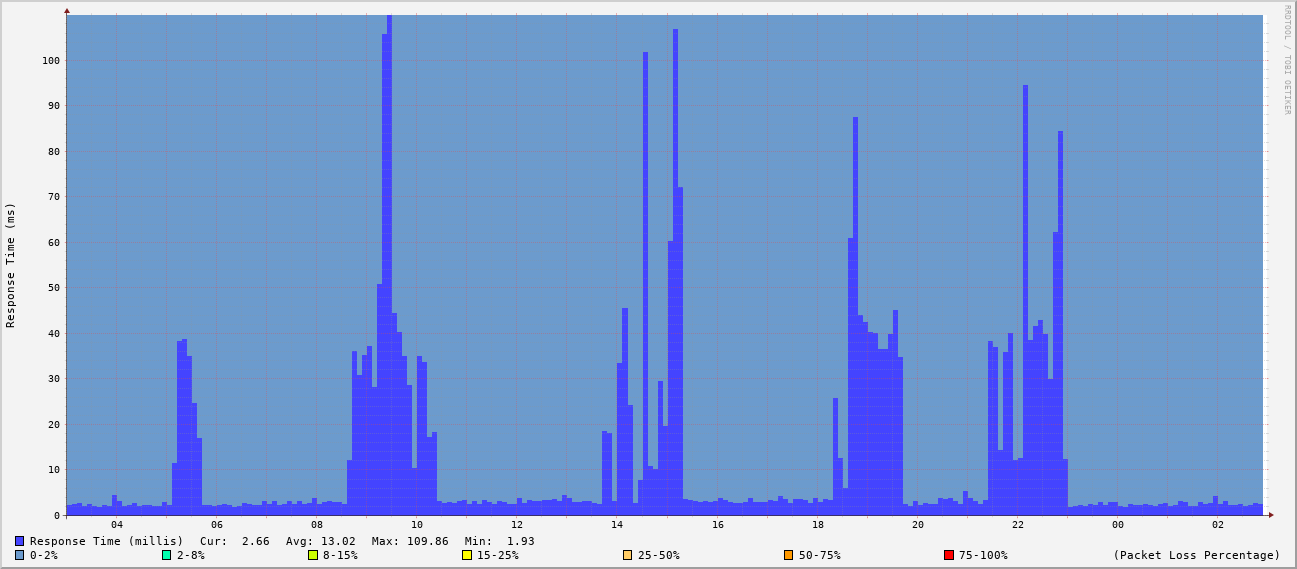 RRDTOOL / TOBI OETIKER
Response Time (ms)
100
90
80
70
60
50
40
30
20
10
0
04 06 08 10 12 14 16 18 20 22 00 02
Response Time (millis) Cur: 2.66 Avg: 13.02 Max: 109.86 Min: 1.93
0-2% 2-8% 8-15% 15-25% 25-50% 50-75% 75-100% (Packet Loss Percentage)